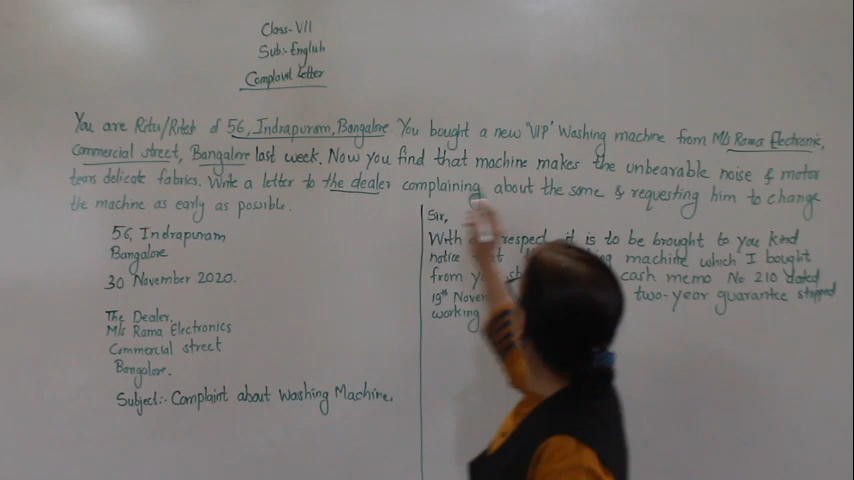 Class-VII
Sub:- English
Complaint Letter
You are Ritu/Ritesh of 56, Indrapuram, Bangalore You bought a new 'VIP' Washing machine from M/s Rama Electronic,
Commercial street, Bangalore last week. Now you find that machine makes the unbearable noise & motor
tears delicate fabrics. Write a letter to the dealer complaining about the same & requesting him to change
the machine as early as possible.
56, Indrapuram
Bangalore
30 November 2020.
The Dealer,
M/s Rama Electronics
Commercial street
Bangalore.
Subject:- Complaint about Washing Machine.
Sir,
With respect, it is to be brought to you kind
notice machine which I bought
from cash memo No 210 dated
19th two-year guarantee stopped
working